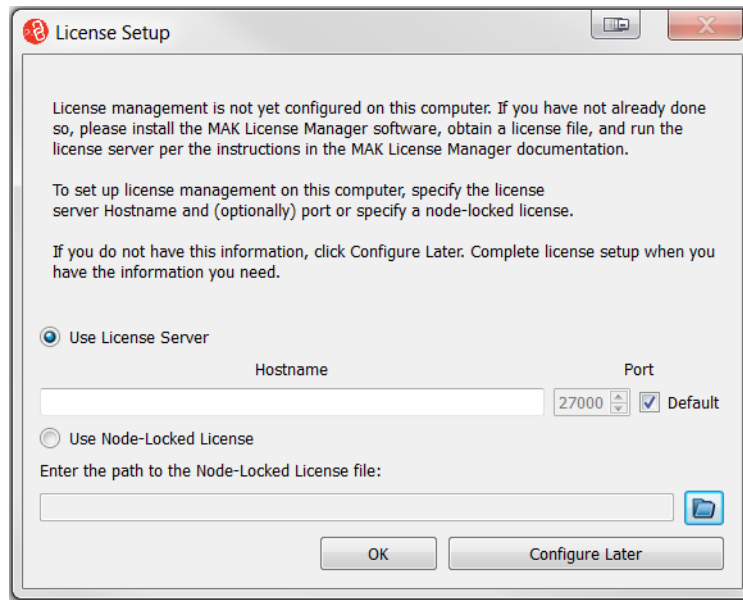 License Setup
License management is not yet configured on this computer. If you have not already done
so, please install the MAK License Manager software, obtain a license file, and run the
license server per the instructions in the MAK License Manager documentation.
To set up license management on this computer, specify the license
server Hostname and (optionally) port or specify a node-locked license.
If you do not have this information, click Configure Later. Complete license setup when you
have the information you need.
Use License Server
Hostname Port
27000 Default
Use Node-Locked License
Enter the path to the Node-Locked License file:
OK Configure Later